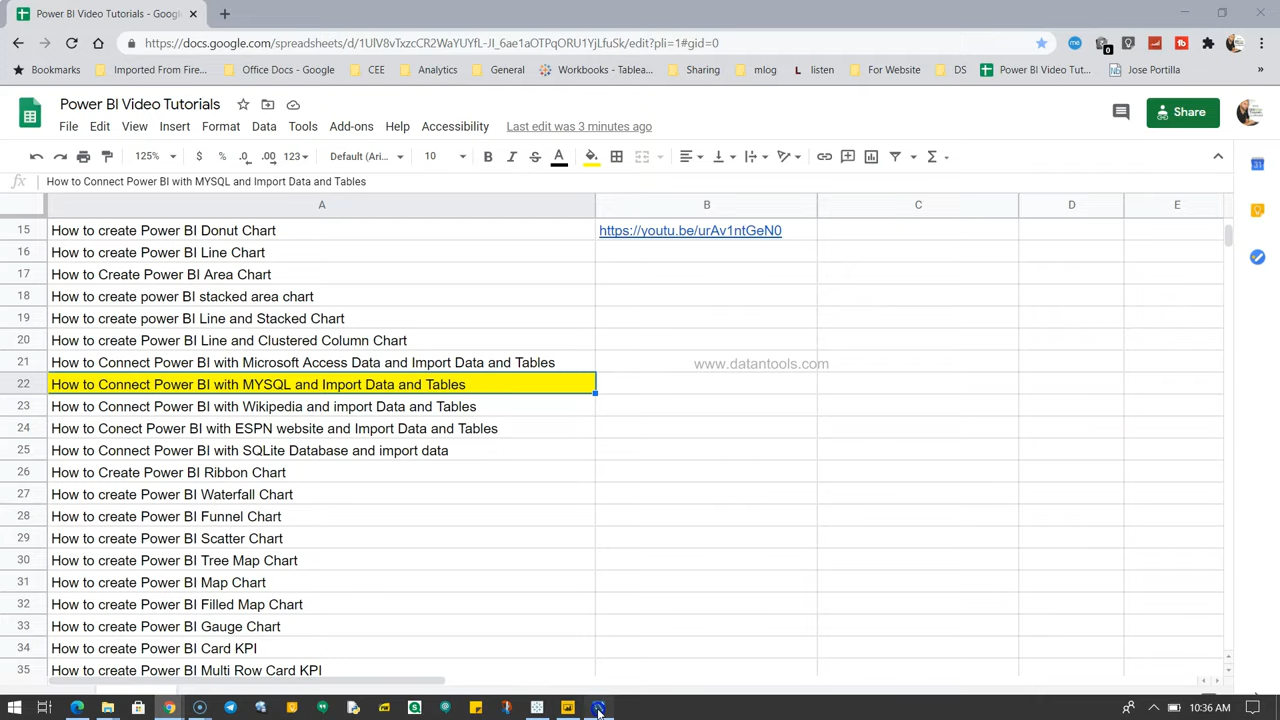 Power BI Video Tutorials - Google
https://docs.google.com/spreadsheets/d/1UlV8vTxzcCR2WaYUYfL-JI_6ae1aOTPqORU1YjLfuSk/edit?pli=1#gid=0
Bookmarks Imported From Fire... Office Docs - Google CEE Analytics General Workbooks - Tablea... Sharing mlog listen For Website DS Power BI Video Tut... Jose Portilla
Power BI Video Tutorials
Share
File Edit View Insert Format Data Tools Add-ons Help Accessibility Last edit was 3 minutes ago
125% $ % .0 .00 123 Default (Ari... 10 B I S A
fx How to Connect Power BI with MYSQL and Import Data and Tables
A B C D E
15 How to create Power BI Donut Chart https://youtu.be/urAv1ntGeN0
16 How to create Power BI Line Chart
17 How to Create Power BI Area Chart
18 How to create power BI stacked area chart
19 How to create power BI Line and Stacked Chart
20 How to create Power BI Line and Clustered Column Chart
21 How to Connect Power BI with Microsoft Access Data and Import Data and Tables
www.datantools.com
22 How to Connect Power BI with MYSQL and Import Data and Tables
23 How to Connect Power BI with Wikipedia and import Data and Tables
24 How to Conect Power BI with ESPN website and Import Data and Tables
25 How to Connect Power BI with SQLite Database and import data
26 How to Create Power BI Ribbon Chart
27 How to create Power BI Waterfall Chart
28 How to create Power BI Funnel Chart
29 How to create Power BI Scatter Chart
30 How to create Power BI Tree Map Chart
31 How to create Power BI Map Chart
32 How to create Power BI Filled Map Chart
33 How to create Power BI Gauge Chart
34 How to create Power BI Card KPI
35 How to create Power BI Multi Row Card KPI
10:36 AM